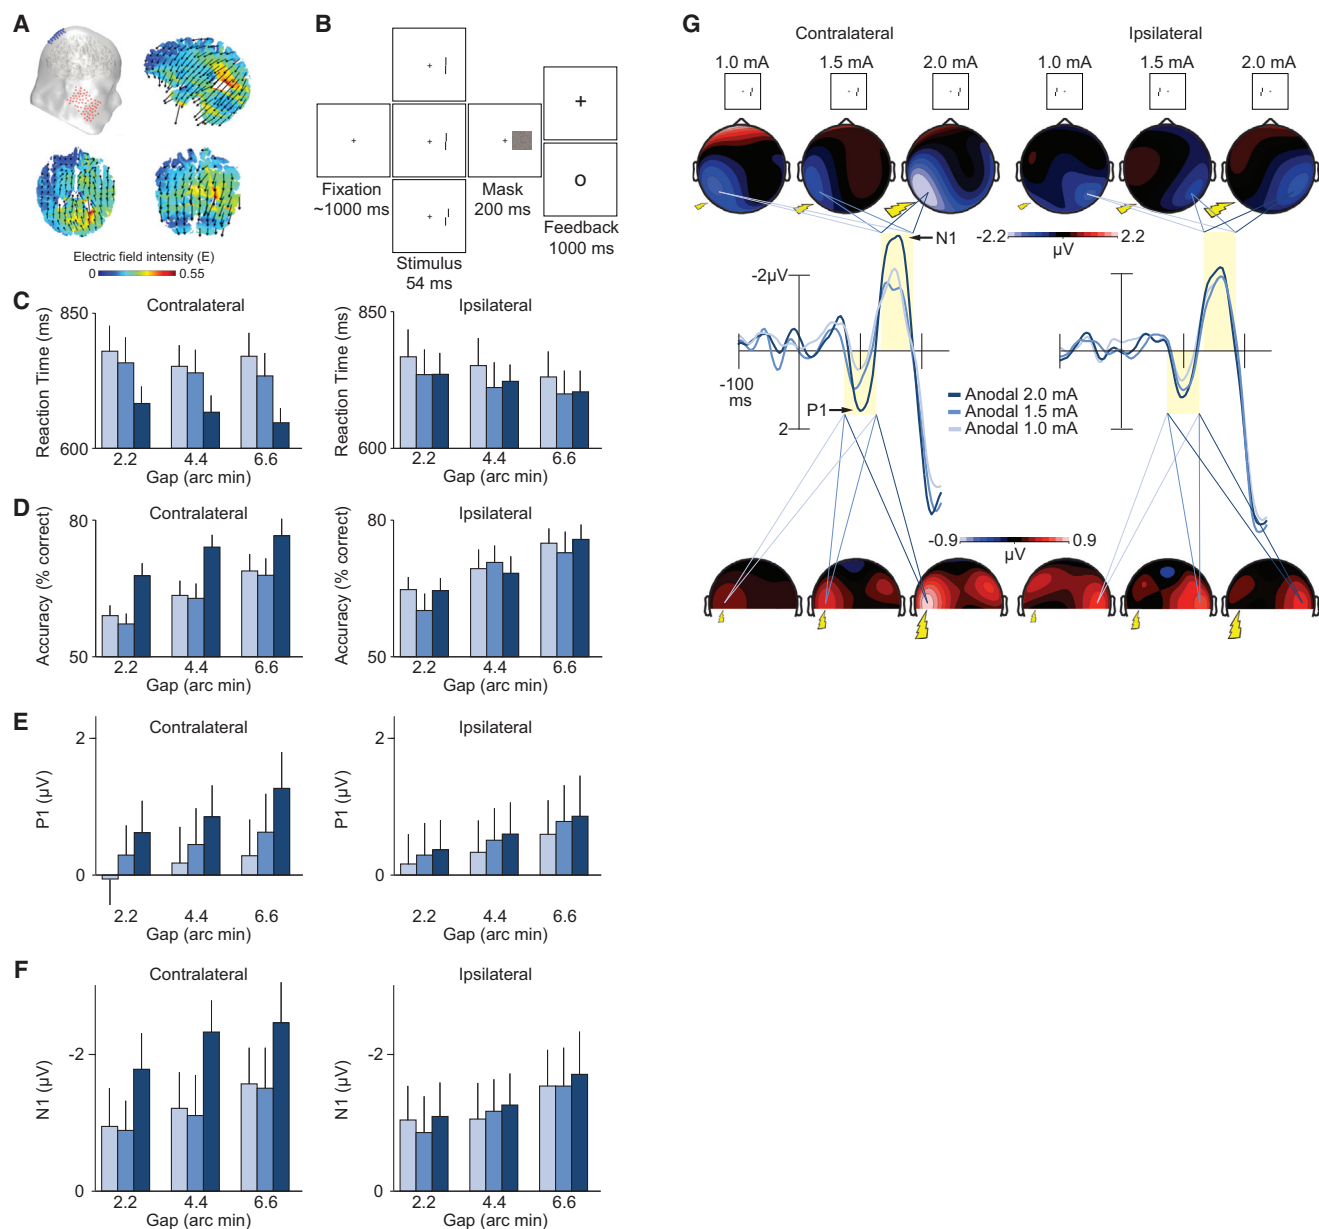 A
Electric field intensity (E)
0 0.55
B
Fixation
~1000 ms
Stimulus
54 ms
Mask
200 ms
+
O
Feedback
1000 ms
C
Contralateral
Reaction Time (ms)
850
600
2.2 4.4 6.6
Gap (arc min)
Ipsilateral
Reaction Time (ms)
850
600
2.2 4.4 6.6
Gap (arc min)
D
Contralateral
Accuracy (% correct)
80
50
2.2 4.4 6.6
Gap (arc min)
Ipsilateral
Accuracy (% correct)
80
50
2.2 4.4 6.6
Gap (arc min)
E
Contralateral
P1 (µV)
2
0
2.2 4.4 6.6
Gap (arc min)
Ipsilateral
P1 (µV)
2
0
2.2 4.4 6.6
Gap (arc min)
F
Contralateral
N1 (µV)
-2
0
2.2 4.4 6.6
Gap (arc min)
Ipsilateral
N1 (µV)
-2
0
2.2 4.4 6.6
Gap (arc min)
G
Contralateral Ipsilateral
1.0 mA 1.5 mA 2.0 mA 1.0 mA 1.5 mA 2.0 mA
N1
-2.2 2.2
µV
-2µV
-100
ms
P1
2
Anodal 2.0 mA
Anodal 1.5 mA
Anodal 1.0 mA
-0.9 0.9
µV